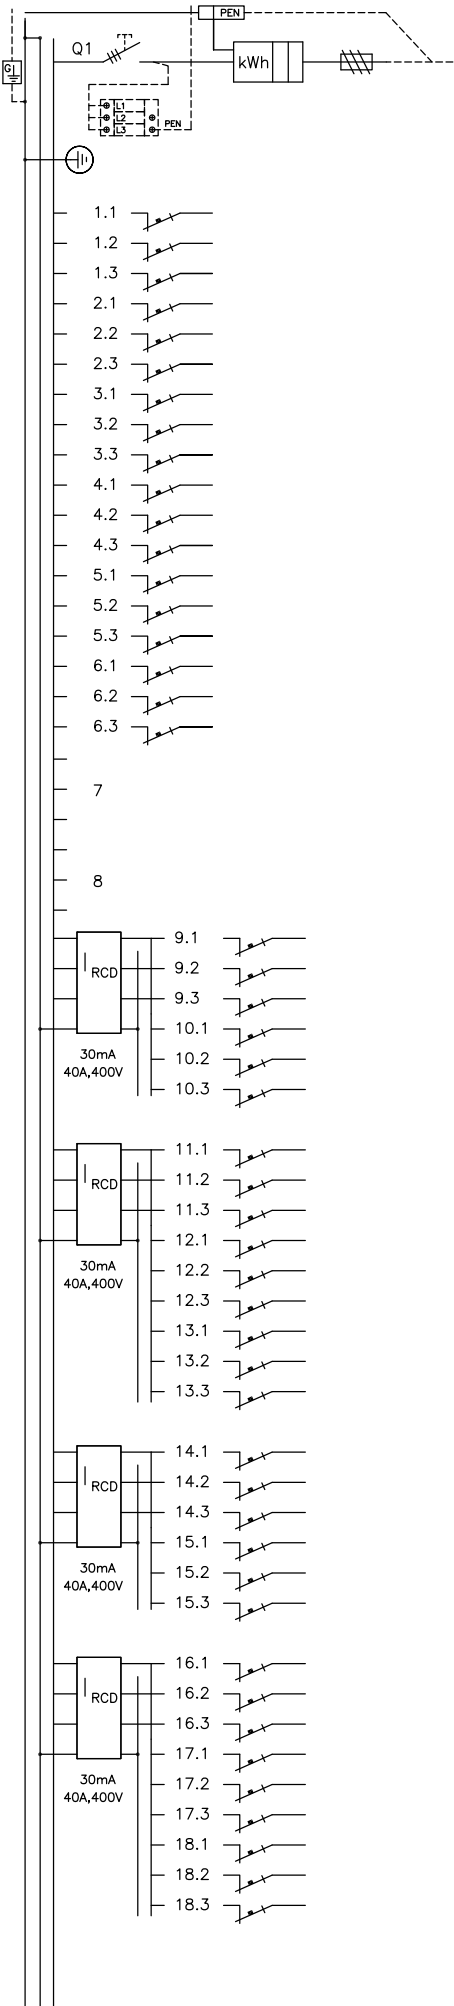 PEN
Q1
kWh
G
L1
L2
PEN
L3
1.1
1.2
1.3
2.1
2.2
2.3
3.1
3.2
3.3
4.1
4.2
4.3
5.1
5.2
5.3
6.1
6.2
6.3
7
8
9.1
I RCD
9.2
9.3
10.1
30mA
10.2
40A,400V
10.3
11.1
I RCD
11.2
11.3
12.1
30mA
12.2
40A,400V
12.3
13.1
13.2
13.3
14.1
I RCD
14.2
14.3
15.1
30mA
15.2
40A,400V
15.3
16.1
I RCD
16.2
16.3
17.1
30mA
17.2
40A,400V
17.3
18.1
18.2
18.3